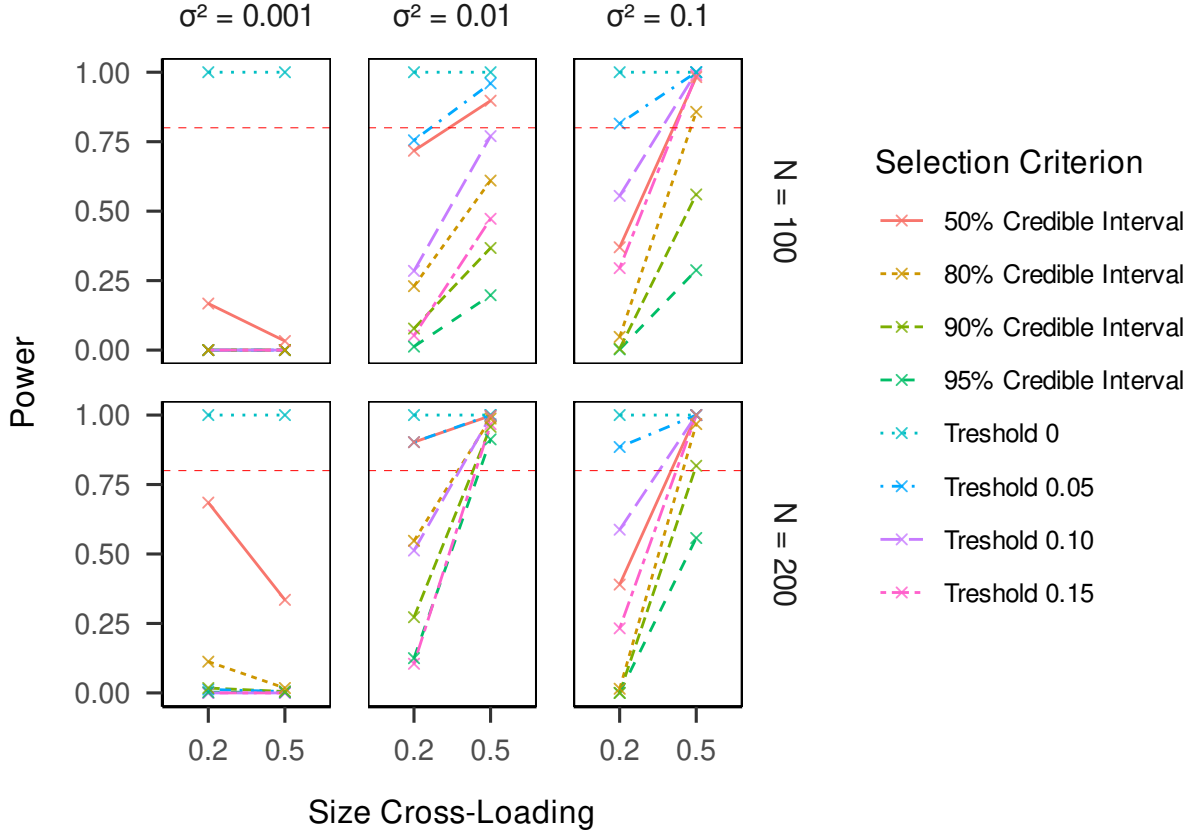 σ² = 0.001
σ² = 0.01
σ² = 0.1
Power
1.00
0.75
0.50
0.25
0.00
N = 100
1.00
0.75
0.50
0.25
0.00
N = 200
0.2
0.5
0.2
0.5
0.2
0.5
Size Cross-Loading
Selection Criterion
50% Credible Interval
80% Credible Interval
90% Credible Interval
95% Credible Interval
Treshold 0
Treshold 0.05
Treshold 0.10
Treshold 0.15